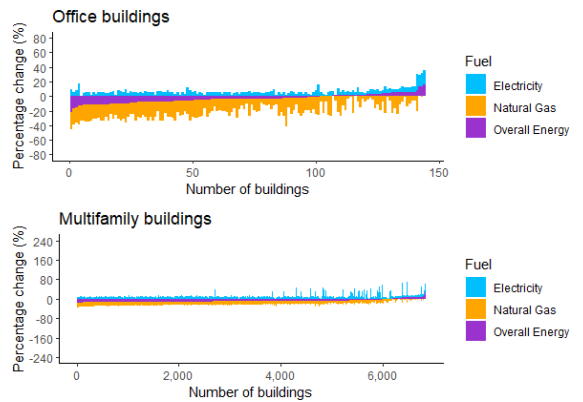 Office buildings
Percentage change (%)
80
60
40
20
0
-20
-40
-60
-80
0
50
100
150
Number of buildings
Fuel
Electricity
Natural Gas
Overall Energy
Multifamily buildings
Percentage change (%)
240
160
80
0
-80
-160
-240
0
2,000
4,000
6,000
Number of buildings
Fuel
Electricity
Natural Gas
Overall Energy